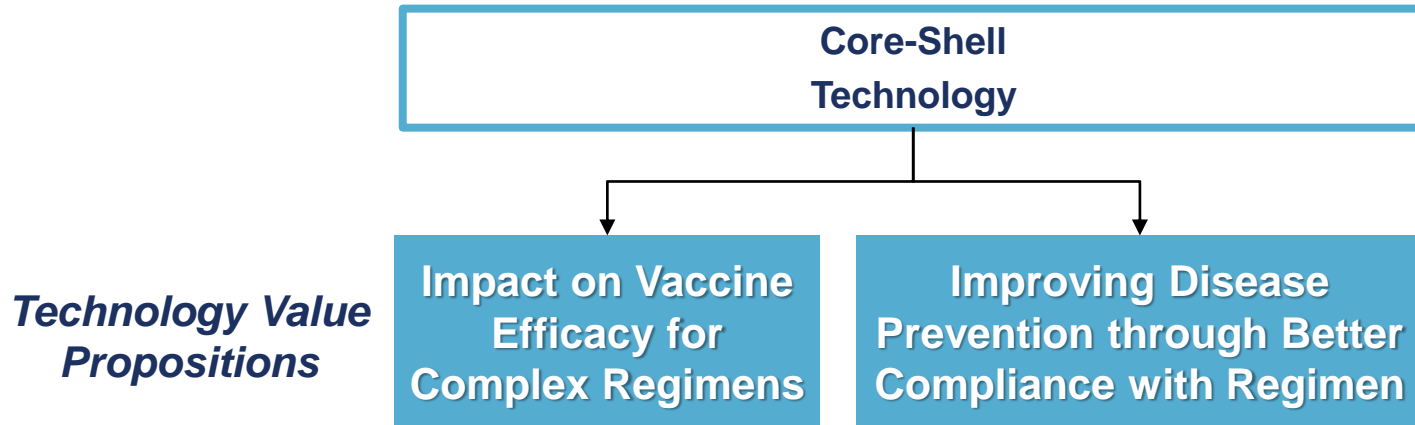 Core-Shell
Technology
Technology Value
Propositions
Impact on Vaccine
Efficacy for
Complex Regimens
Improving Disease
Prevention through Better
Compliance with Regimen